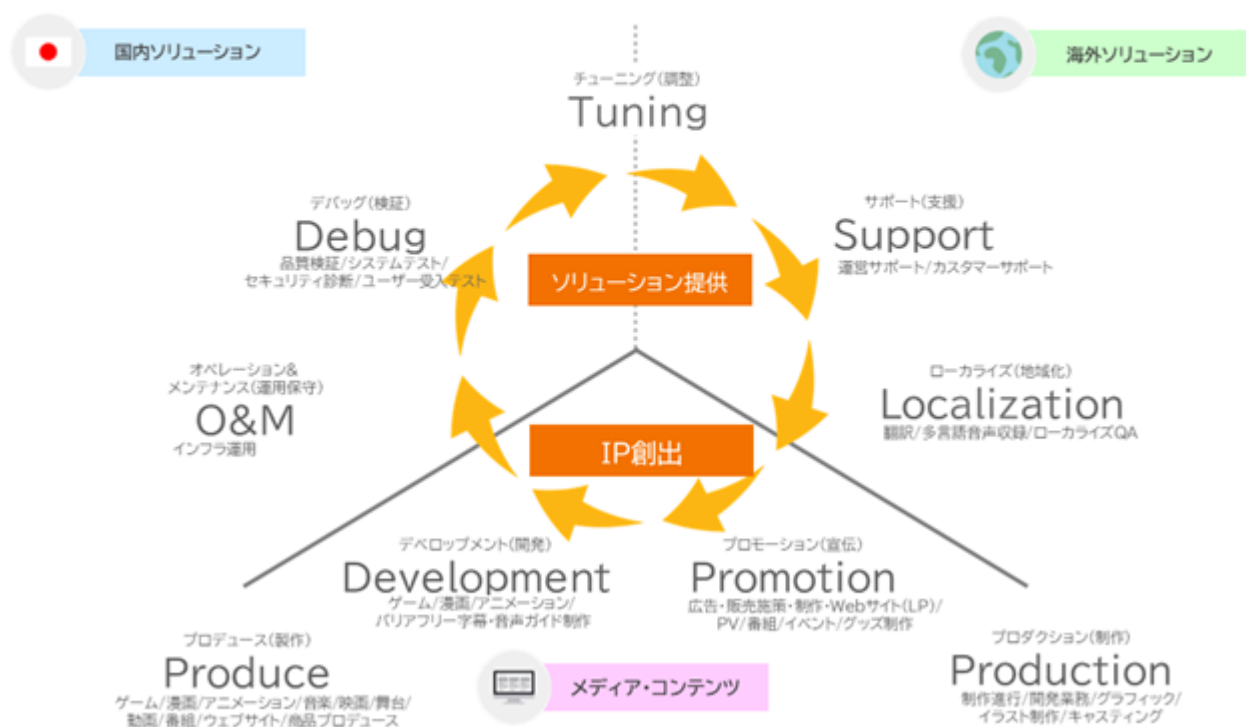 国内ソリューション
海外ソリューション
チューニング(調整)
Tuning
デバッグ(検証)
Debug
品質検証/システムテスト/
セキュリティ診断/ユーザー受入テスト
サポート(支援)
Support
運営サポート/カスタマーサポート
ソリューション提供
オペレーション&
メンテナンス(運用保守)
O&M
インフラ運用
ローカライズ(地域化)
Localization
翻訳/多言語音声収録/ローカライズQA
IP創出
デベロップメント(開発)
Development
ゲーム/漫画/アニメーション/
バリアフリー字幕・音声ガイド制作
プロモーション(宣伝)
Promotion
広告・販売施策・制作・Webサイト(LP)/
PV/番組/イベント/グッズ制作
プロデュース(製作)
Produce
ゲーム/漫画/アニメーション/音楽/映画/舞台/
動画/番組/ウェブサイト/商品プロデュース
メディア・コンテンツ
プロダクション(制作)
Production
制作進行/開発業務/グラフィック/
イラスト制作/キャスティング